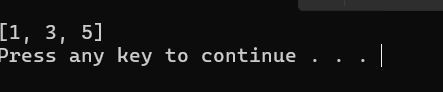 [1, 3, 5]
Press any key to continue . . .